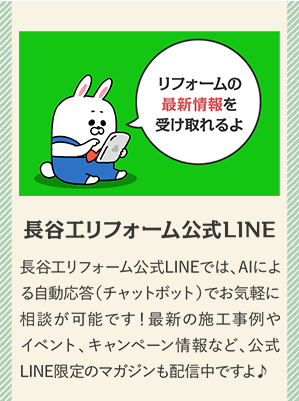 リフォームの
最新情報を
受け取れるよ
長谷工リフォーム公式LINE
長谷工リフォーム公式LINEでは、AIによ
る自動応答（チャットボット）でお気軽に
相談が可能です！最新の施工事例や
イベント、キャンペーン情報など、公式
LINE限定のマガジンも配信中ですよ♪